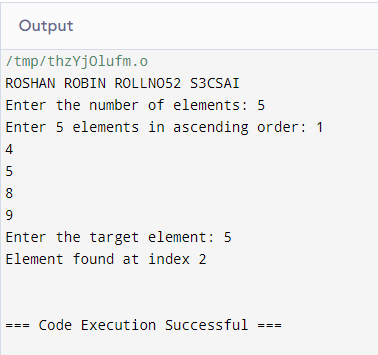 Output
/tmp/thzYjOlufm.o
ROSHAN ROBIN ROLLNO52 S3CSAI
Enter the number of elements: 5
Enter 5 elements in ascending order: 1
4
5
8
9
Enter the target element: 5
Element found at index 2
=== Code Execution Successful ===